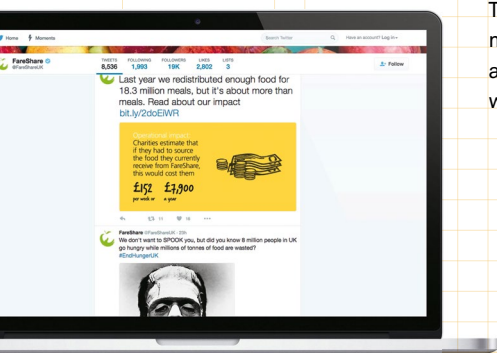 Home Moments Search Twitter Have an account? Log in
FareShare
@FareShareUK
TWEETS FOLLOWING FOLLOWERS LIKES LISTS
8,536 1,993 19K 2,802 3
Follow
Last year we redistributed enough food for
18.3 million meals, but it's about more than
meals. Read about our impact
bit.ly/2doEiWR
Operational Impact
Charities estimate that
if they had to source
the food they currently
receive from FareShare,
this would cost them
£152 £7,900
per week or a year
FareShare @FareShareUK · 20h
We don't want to SPOOK you, but did you know 8 million people in UK
go hungry while millions of tonnes of food are wasted?
#EndHungerUK